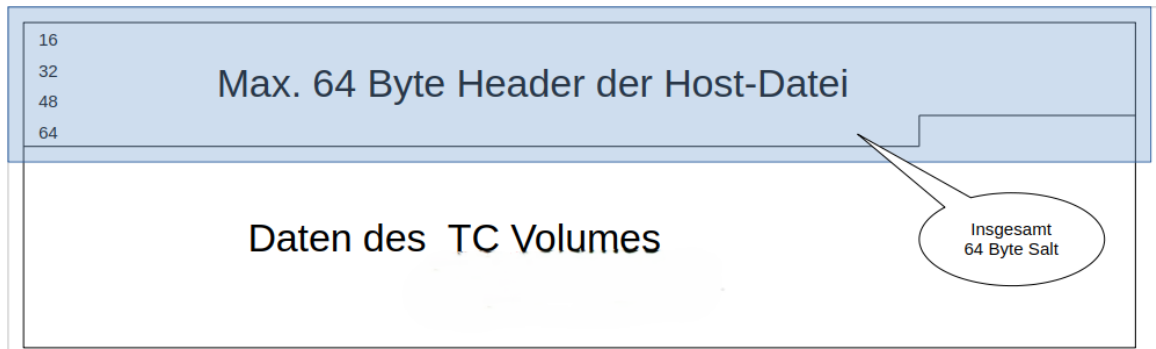 16
32
48
64
Max. 64 Byte Header der Host-Datei
Daten des TC Volumes
Insgesamt
64 Byte Salt